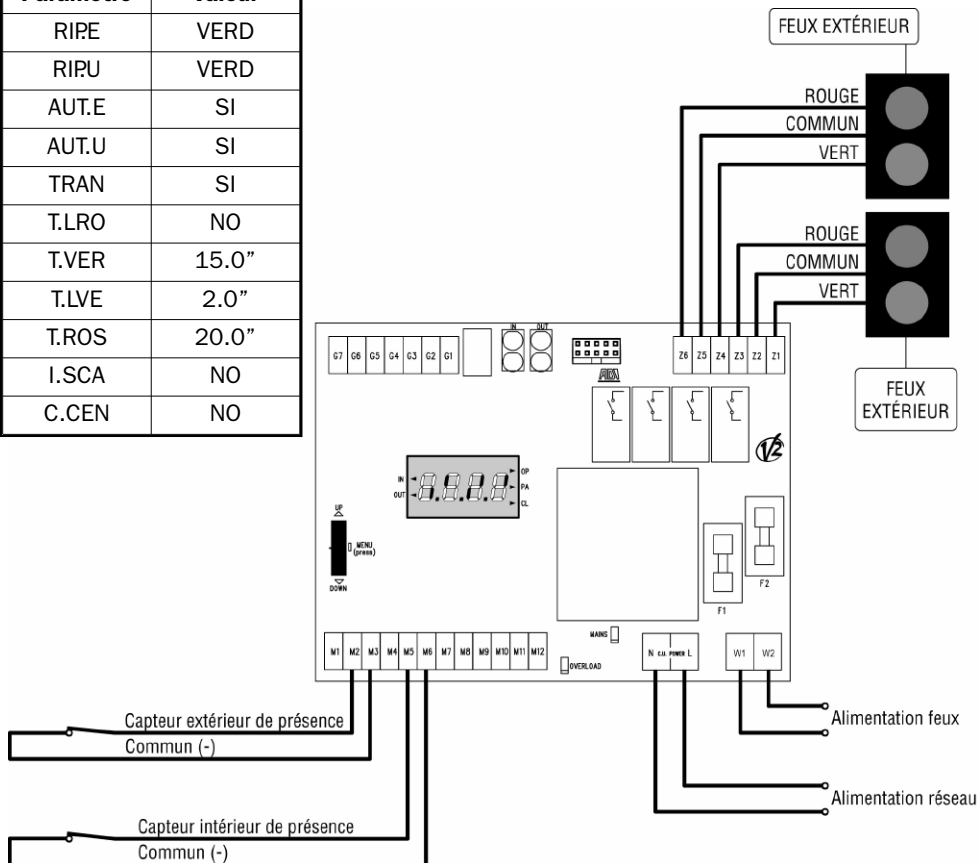 RIP.E VERD
RIP.U VERD
AUT.E SI
AUT.U SI
TRAN SI
T.LRO NO
T.VER 15.0”
T.LVE 2.0”
T.ROS 20.0”
I.SCA NO
C.CEN NO
FEUX EXTÉRIEUR
ROUGE
COMMUN
VERT
ROUGE
COMMUN
VERT
FEUX
EXTÉRIEUR
IN OUT
G7 G6 G5 G4 G3 G2 G1
Z6 Z5 Z4 Z3 Z2 Z1
V2
IN
OUT
OP
PA
CL
UP
MENU
(press)
DOWN
F1
F2
MAINS
OVERLOAD
M1 M2 M3 M4 M5 M6 M7 M8 M9 M10 M11 M12
N C.U. POWER L
W1 W2
Capteur extérieur de présence
Commun (-)
Alimentation feux
Alimentation réseau
Capteur intérieur de présence
Commun (-)